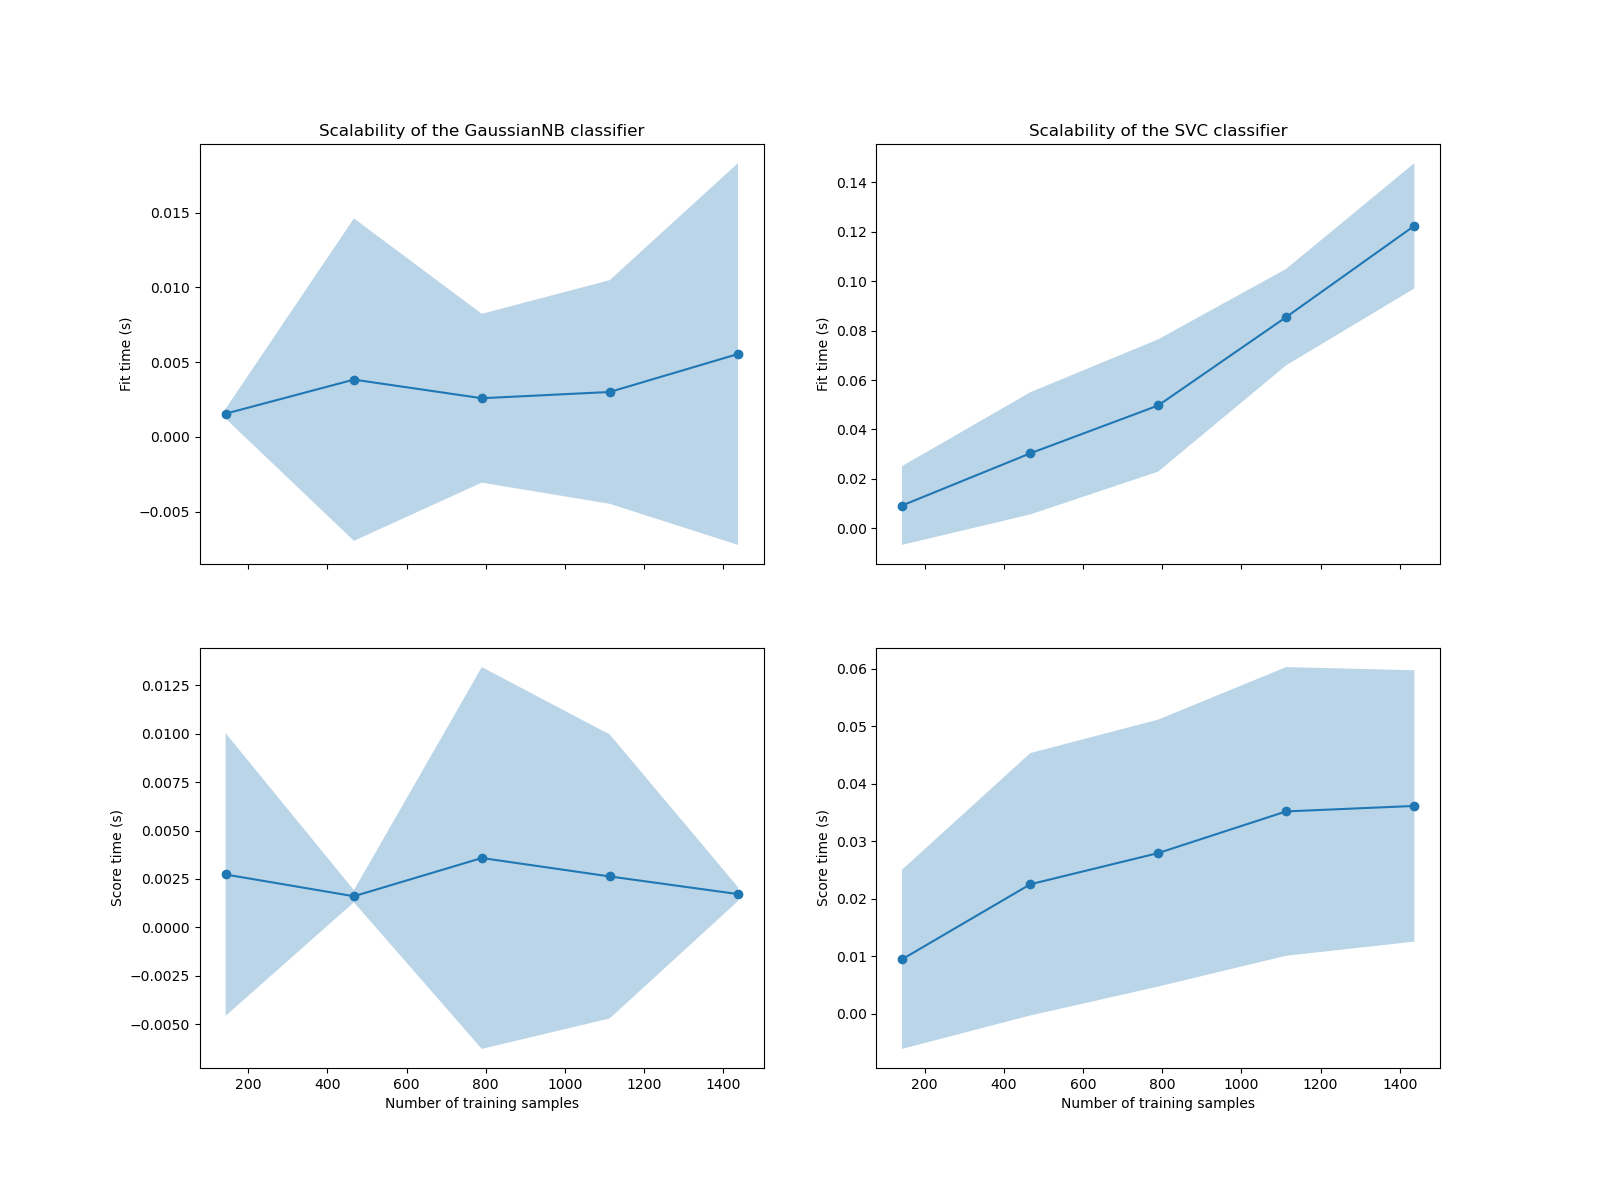 Scalability of the GaussianNB classifier
0.015
0.010
0.005
0.000
−0.005
Fit time (s)
Scalability of the SVC classifier
0.14
0.12
0.10
0.08
0.06
0.04
0.02
0.00
Fit time (s)
0.0125
0.0100
0.0075
0.0050
0.0025
0.0000
−0.0025
−0.0050
Score time (s)
200 400 600 800 1000 1200 1400
Number of training samples
0.06
0.05
0.04
0.03
0.02
0.01
0.00
Score time (s)
200 400 600 800 1000 1200 1400
Number of training samples